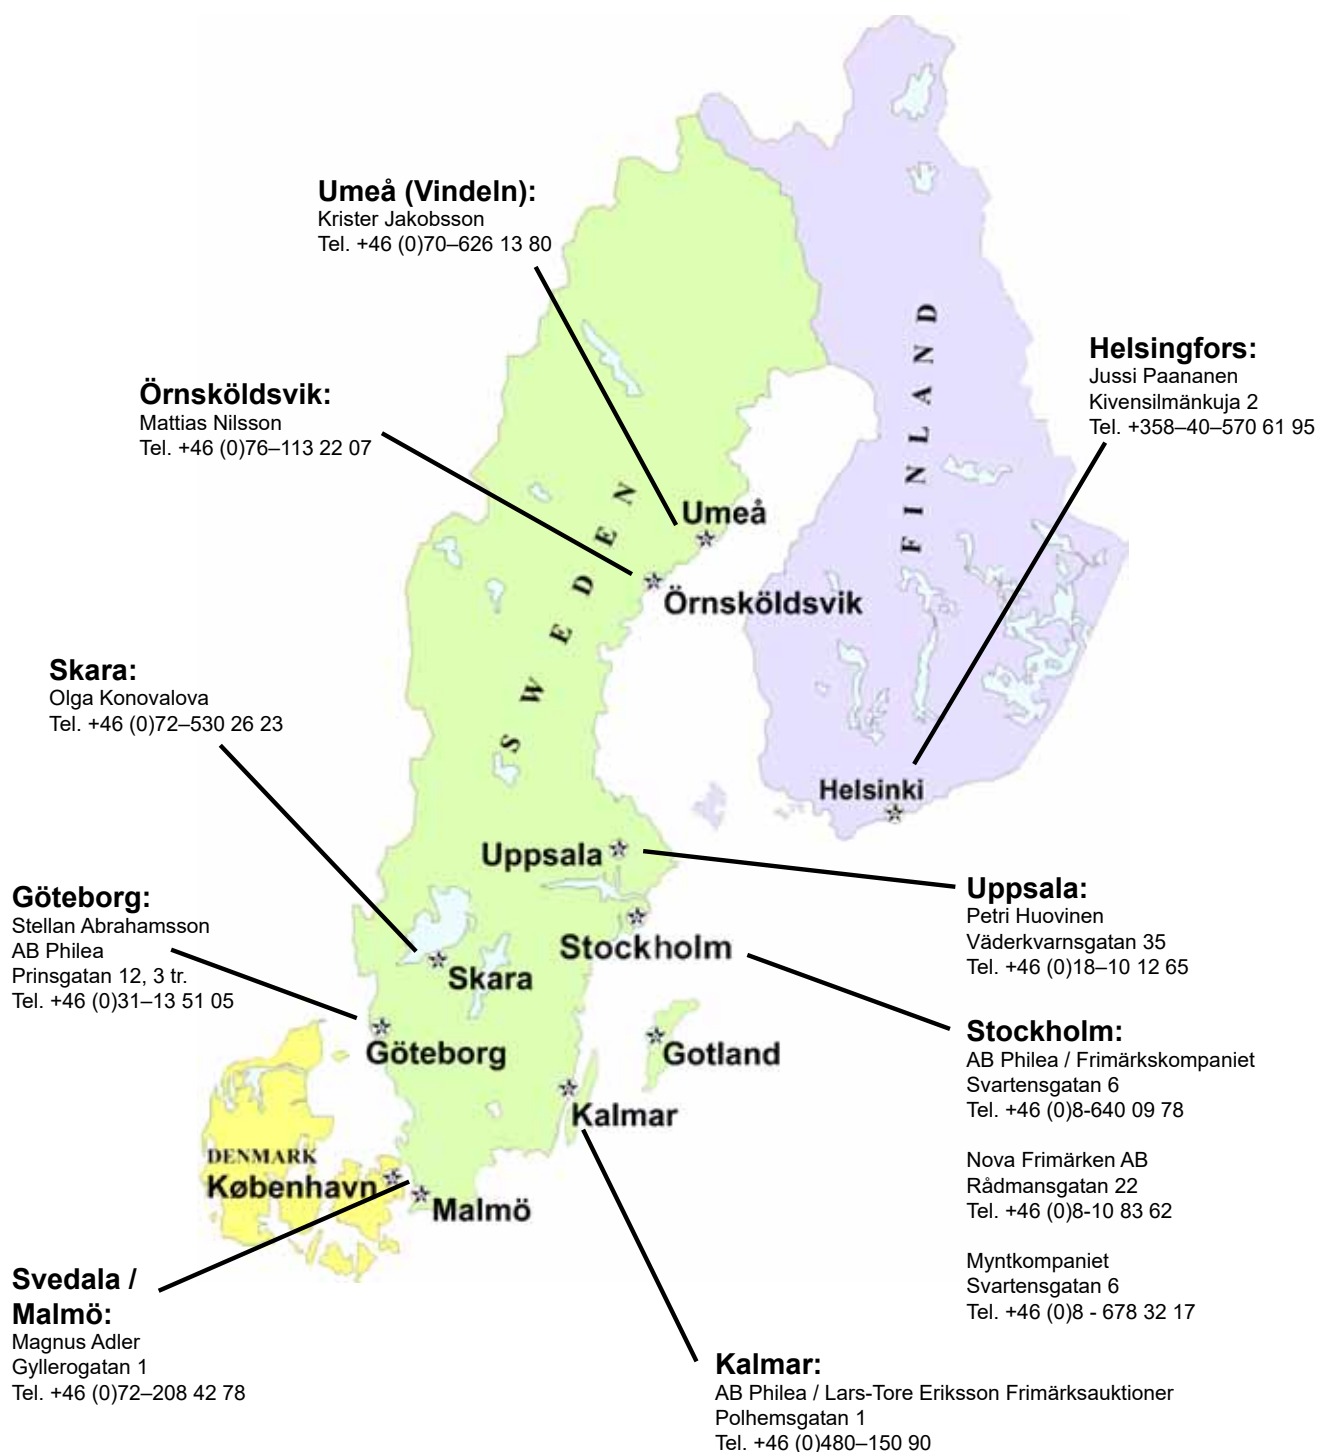 Umeå (Vindeln):
Krister Jakobsson
Tel. +46 (0)70–626 13 80
Helsingfors:
Jussi Paananen
Kivensilmänkuja 2
Tel. +358–40–570 61 95
Örnsköldsvik:
Mattias Nilsson
Tel. +46 (0)76–113 22 07
FINLAND
SWEDEN
Umeå
Örnsköldsvik
Skara:
Olga Konovalova
Tel. +46 (0)72–530 26 23
Helsinki
Uppsala
Göteborg:
Stellan Abrahamsson
AB Philea
Prinsgatan 12, 3 tr.
Tel. +46 (0)31–13 51 05
Uppsala:
Petri Huovinen
Väderkvarnsgatan 35
Tel. +46 (0)18–10 12 65
Stockholm
Skara
Göteborg
Gotland
Kalmar
Stockholm:
AB Philea / Frimärkskompaniet
Svartensgatan 6
Tel. +46 (0)8-640 09 78
Nova Frimärken AB
Rådmansgatan 22
Tel. +46 (0)8-10 83 62
Myntkompaniet
Svartensgatan 6
Tel. +46 (0)8 - 678 32 17
DENMARK
København
Malmö
Svedala /
Malmö:
Magnus Adler
Gyllerogatan 1
Tel. +46 (0)72–208 42 78
Kalmar:
AB Philea / Lars-Tore Eriksson Frimärksauktioner
Polhemsgatan 1
Tel. +46 (0)480–150 90